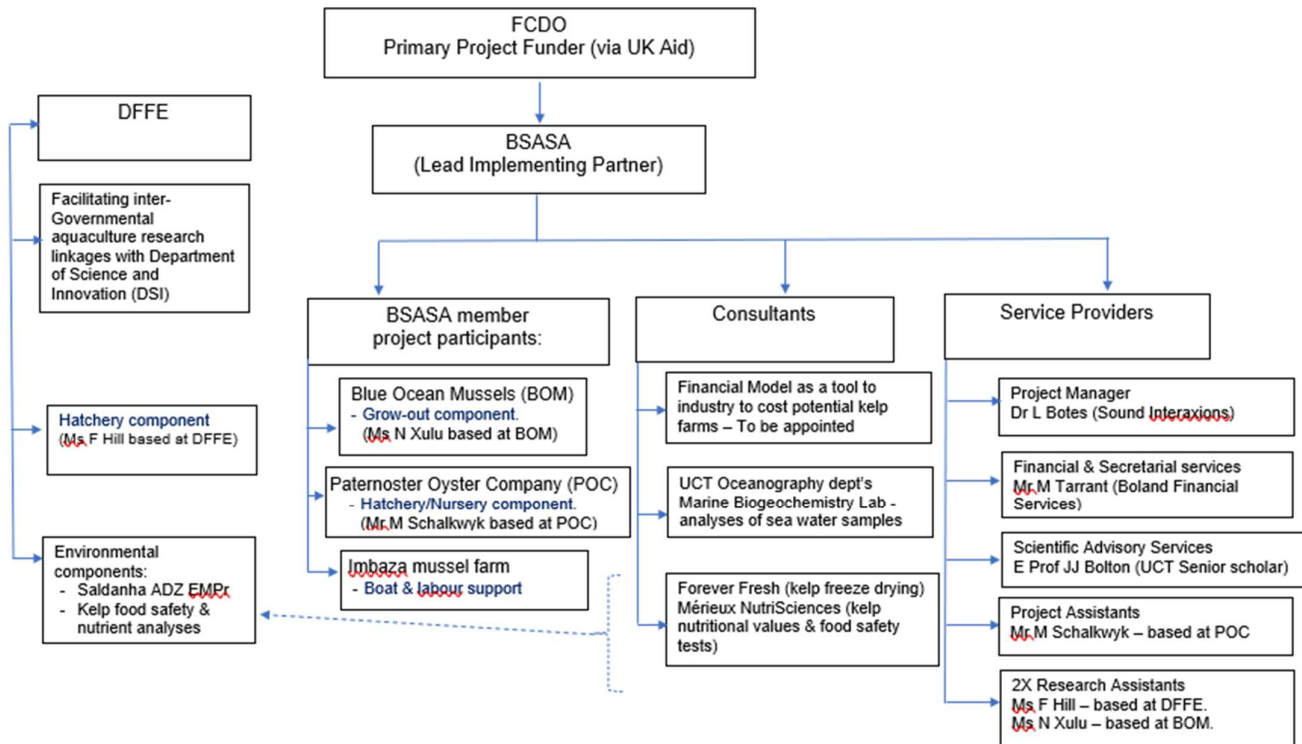 FCDO
Primary Project Funder (via UK Aid)
BSASA
(Lead Implementing Partner)
DFFE
Facilitating inter-
Governmental
aquaculture research
linkages with Department
of Science and
Innovation (DSI)
Hatchery component
(Ms F Hill based at DFFE)
Environmental
components:
- Saldanha ADZ EMPr
- Kelp food safety &
nutrient analyses
BSASA member
project participants:
Blue Ocean Mussels (BOM)
- Grow-out component.
(Ms N Xulu based at BOM)
Paternoster Oyster Company (POC)
- Hatchery/Nursery component.
(Mr M Schalkwyk based at POC)
Imbaza mussel farm
- Boat & labour support
Consultants
Financial Model as a tool to
industry to cost potential kelp
farms – To be appointed
UCT Oceanography dept's
Marine Biogeochemistry Lab -
analyses of sea water samples
Forever Fresh (kelp freeze drying)
Mérieux NutriSciences (kelp
nutritional values & food safety
tests)
Service Providers
Project Manager
Dr L Botes (Sound Interaxions)
Financial & Secretarial services
Mr M Tarrant (Boland Financial
Services)
Scientific Advisory Services
E Prof JJ Bolton (UCT Senior scholar)
Project Assistants
Mr M Schalkwyk – based at POC
2X Research Assistants
Ms F Hill – based at DFFE.
Ms N Xulu – based at BOM.